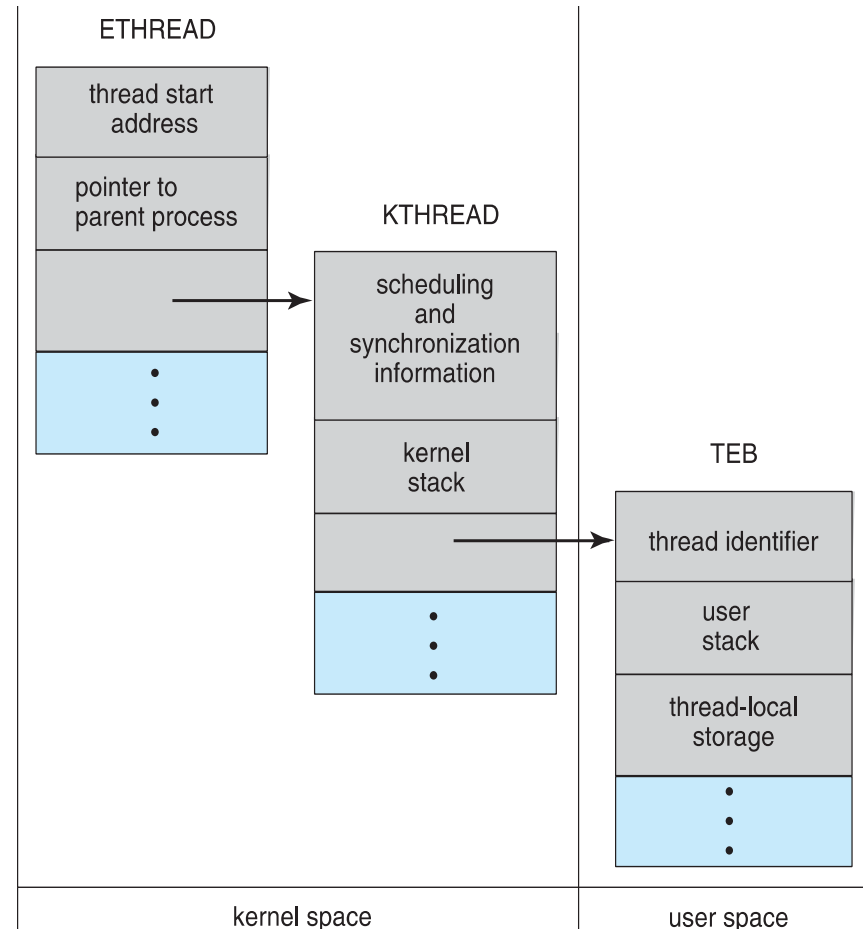 ETHREAD
thread start
address
pointer to
parent process
KTHREAD
scheduling
and
synchronization
information
kernel
stack
TEB
thread identifier
user
stack
thread-local
storage
kernel space
user space